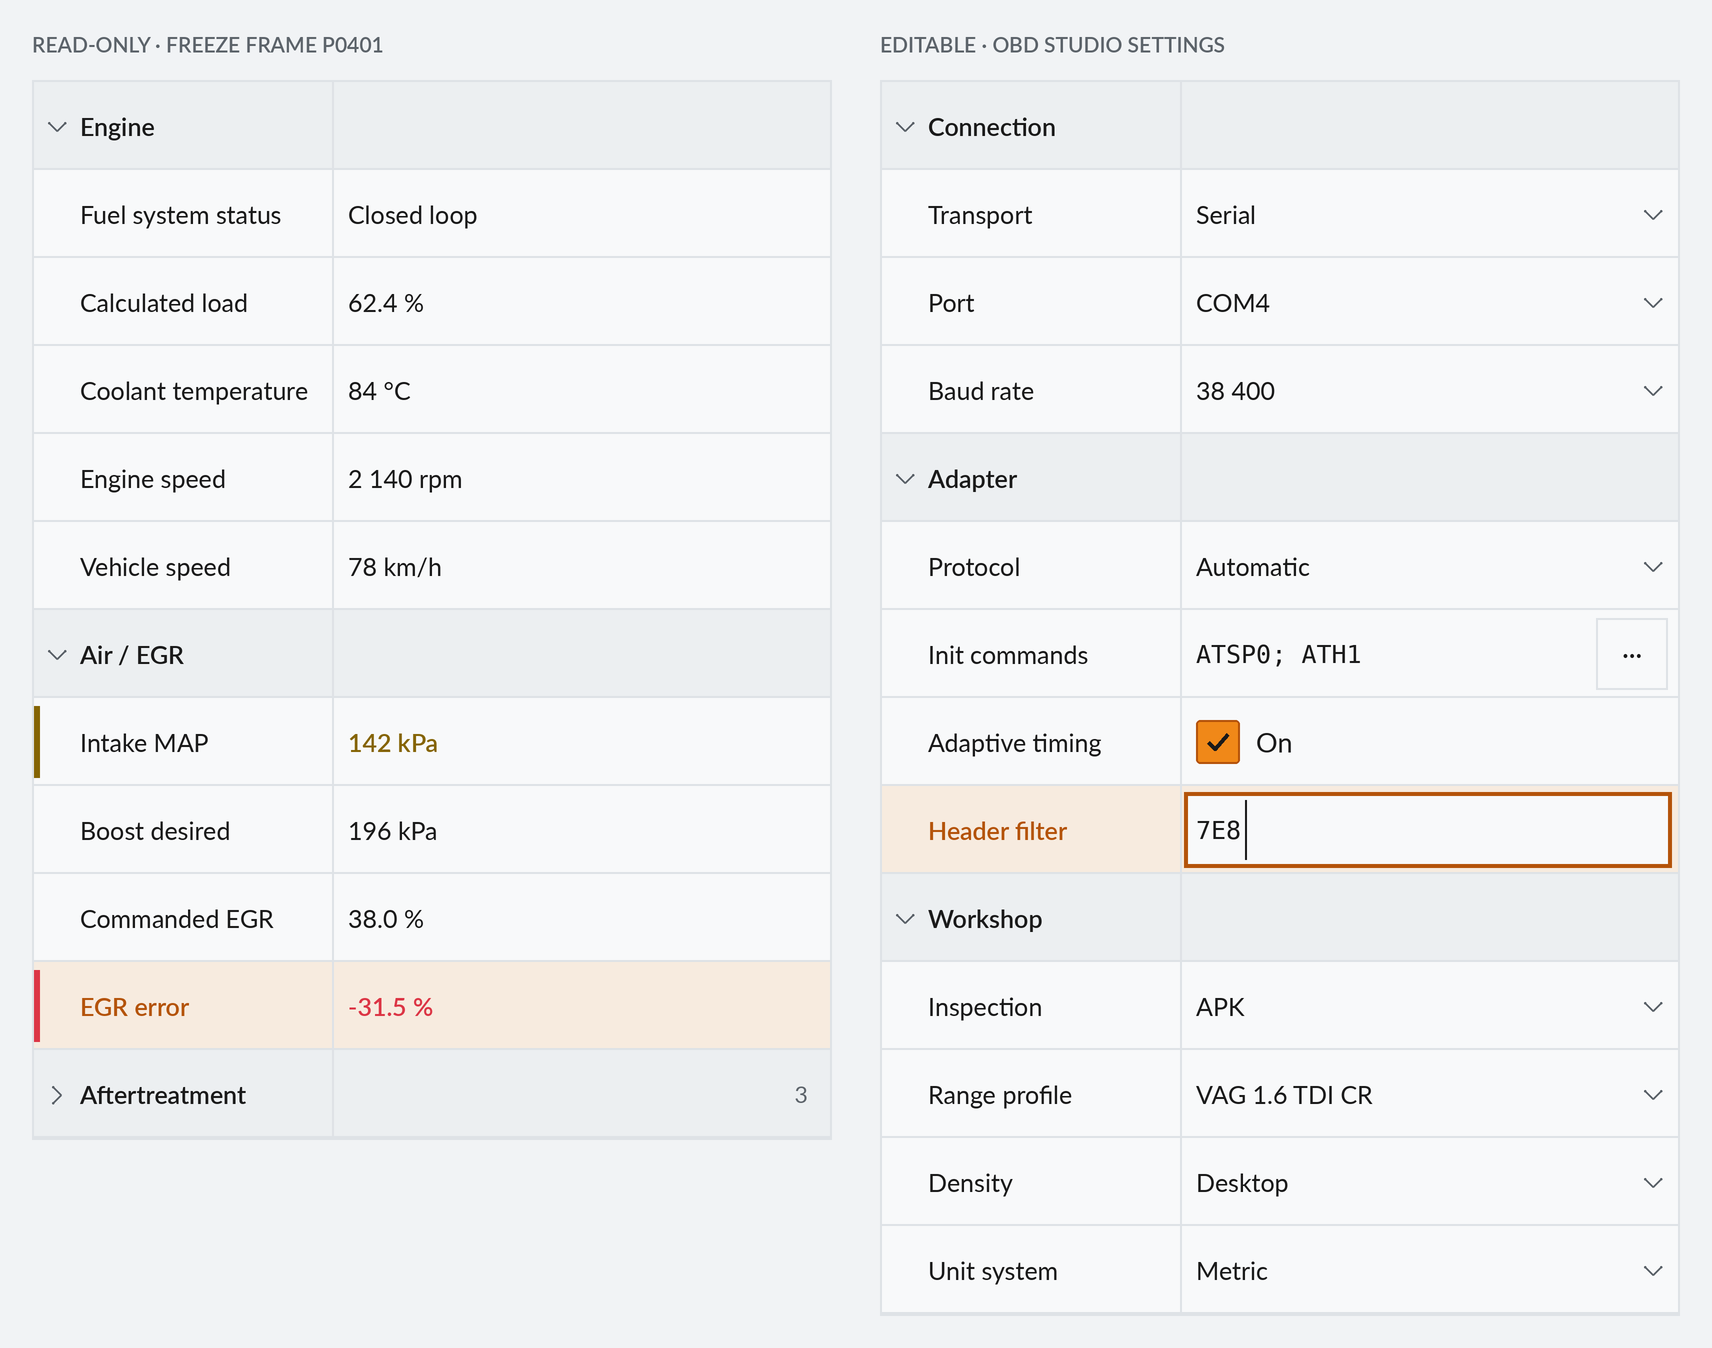 READ-ONLY · FREEZE FRAME P0401
Engine
Fuel system status Closed loop
Calculated load 62.4 %
Coolant temperature 84 °C
Engine speed 2 140 rpm
Vehicle speed 78 km/h
Air / EGR
Intake MAP 142 kPa
Boost desired 196 kPa
Commanded EGR 38.0 %
EGR error -31.5 %
Aftertreatment 3
EDITABLE · OBD STUDIO SETTINGS
Connection
Transport Serial
Port COM4
Baud rate 38 400
Adapter
Protocol Automatic
Init commands ATSP0; ATH1 ...
Adaptive timing On
Header filter 7E8
Workshop
Inspection APK
Range profile VAG 1.6 TDI CR
Density Desktop
Unit system Metric